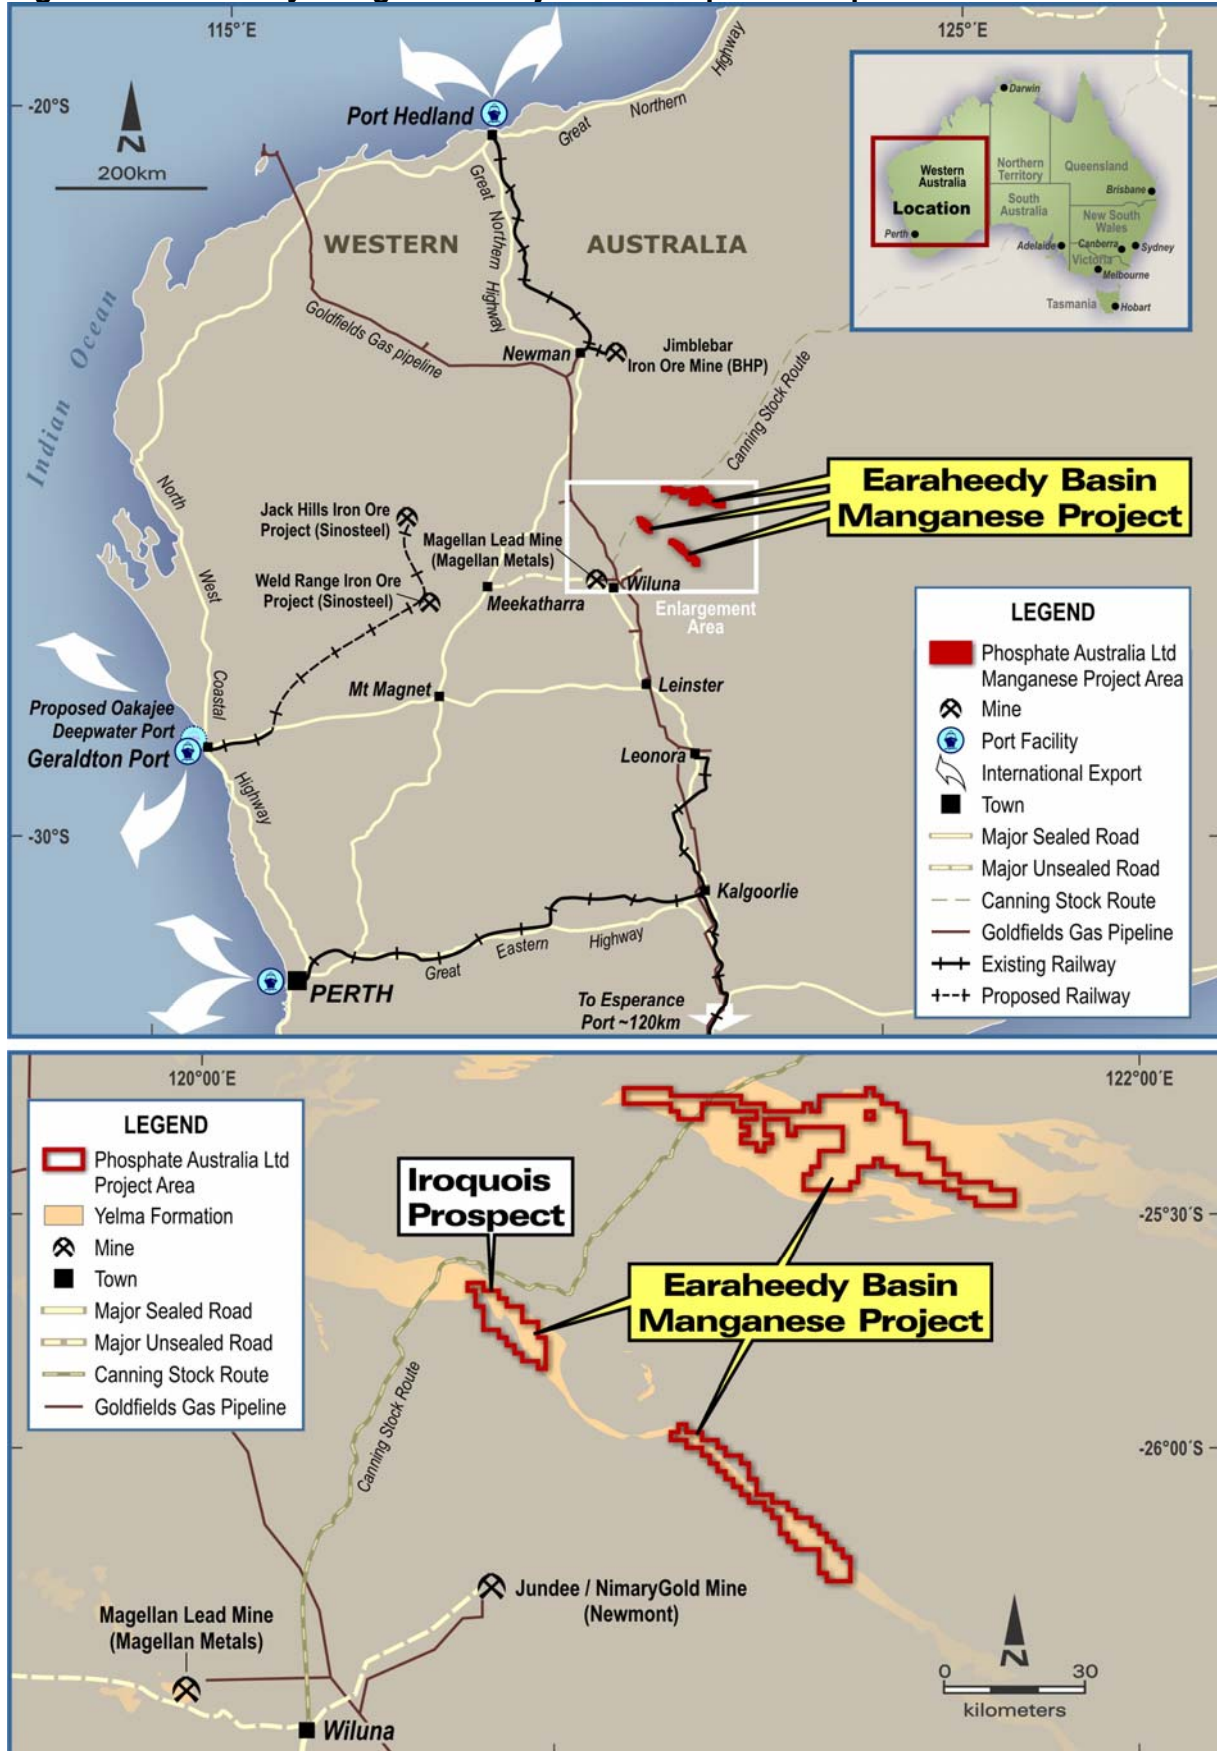 115°E
125°E
-20°S
N
200km
Port Hedland
Great
Northern
Highway
Great
Northern
Highway
WESTERN
AUSTRALIA
Darwin
Western
Australia
Northern
Territory
Queensland
Location
South
Australia
Brisbane
New South
Wales
Perth
Adelaide
Canberra
Sydney
Victoria
Melbourne
Tasmania
Hobart
Indian Ocean
Goldfields Gas pipeline
Newman
Jimblebar
Iron Ore Mine (BHP)
Canning Stock Route
Earaheedy Basin
Manganese Project
North
West
Coastal
Highway
Jack Hills Iron Ore
Project (Sinosteel)
Magellan Lead Mine
(Magellan Metals)
Weld Range Iron Ore
Project (Sinosteel)
Meekatharra
Wiluna
Enlargement
Area
Mt Magnet
Leinster
Proposed Oakajee
Deepwater Port
Geraldton Port
Leonora
-30°S
Kalgoorlie
Great
Eastern
Highway
PERTH
To Esperance
Port ~120km
LEGEND
Phosphate Australia Ltd
Manganese Project Area
Mine
Port Facility
International Export
Town
Major Sealed Road
Major Unsealed Road
Canning Stock Route
Goldfields Gas Pipeline
Existing Railway
Proposed Railway
120°00´E
122°00´E
LEGEND
Phosphate Australia Ltd
Project Area
Yelma Formation
Mine
Town
Major Sealed Road
Major Unsealed Road
Canning Stock Route
Goldfields Gas Pipeline
Iroquois
Prospect
-25°30´S
Earaheedy Basin
Manganese Project
Canning Stock Route
-26°00´S
Jundee / NimaryGold Mine
(Newmont)
Magellan Lead Mine
(Magellan Metals)
Wiluna
N
0 30
kilometers